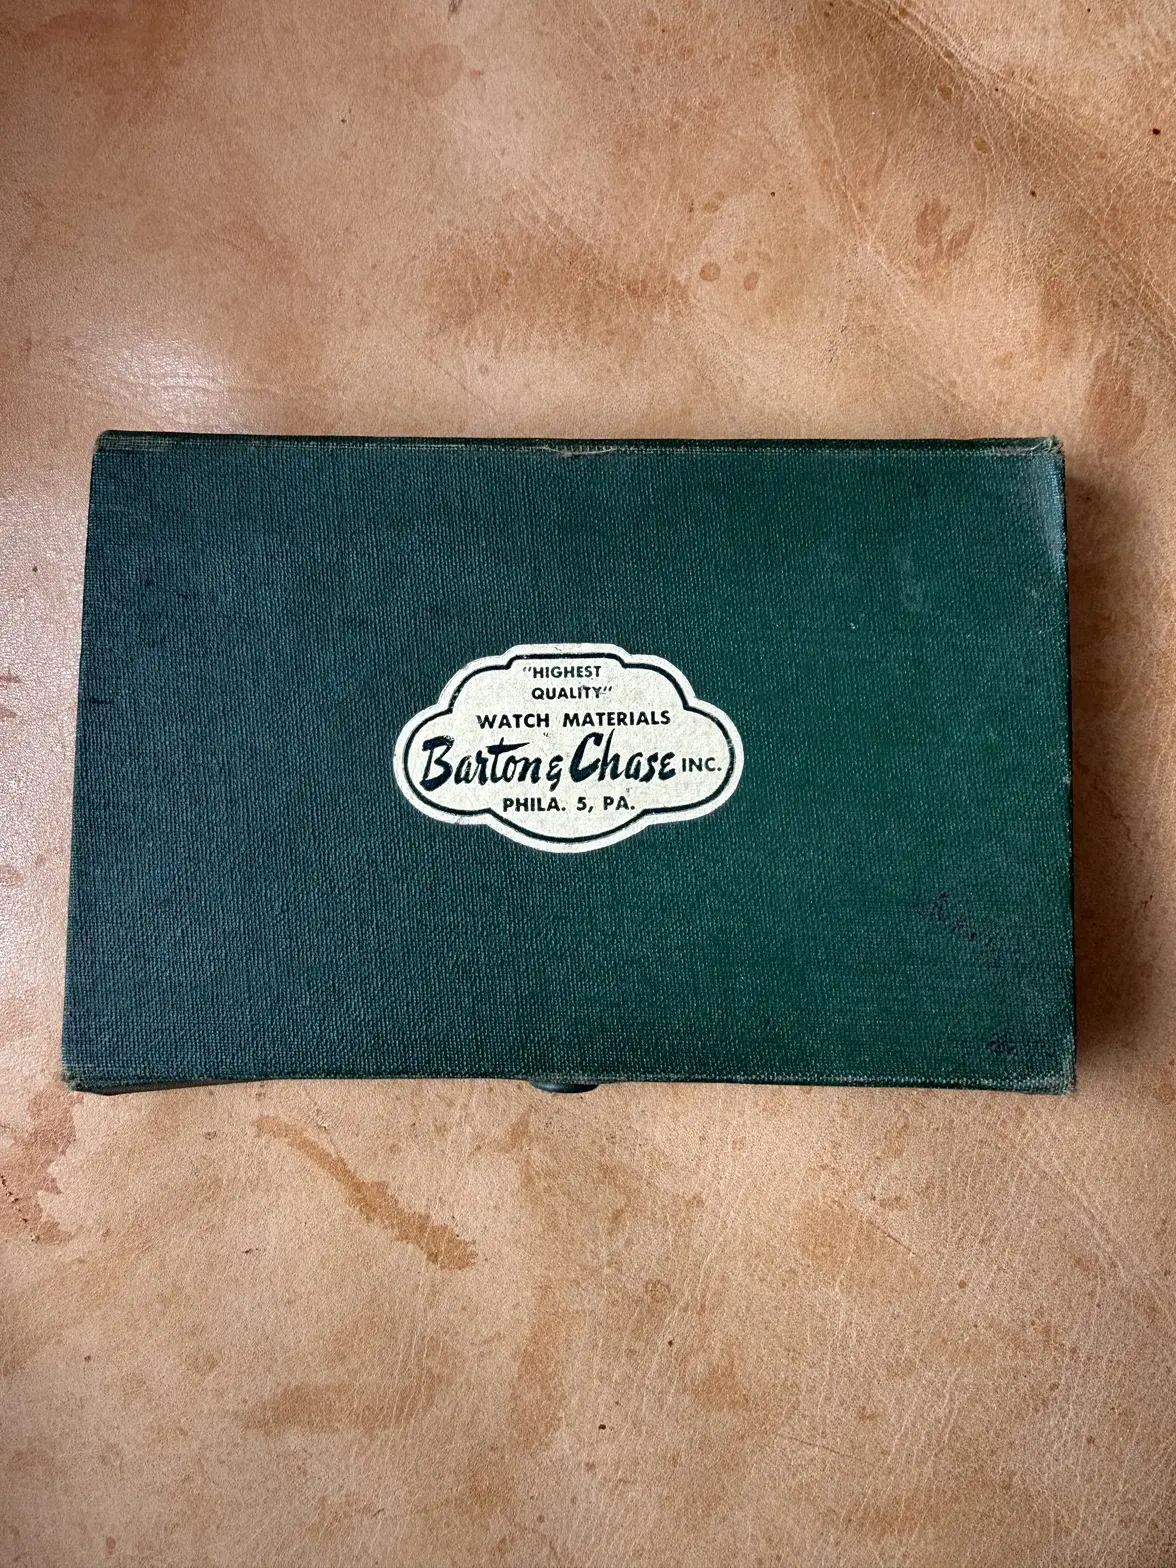 "HIGHEST
QUALITY"
WATCH MATERIALS
Barton & Chase INC.
PHILA. 5, PA.